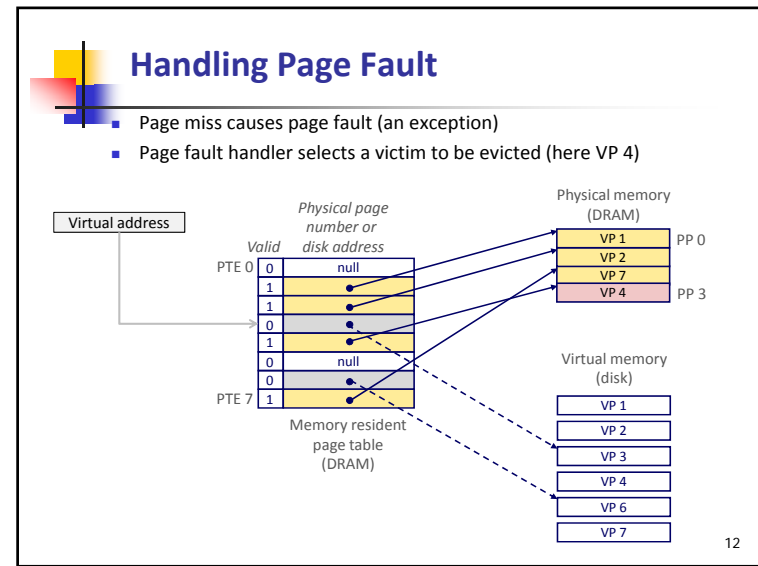 Handling Page Fault
Page miss causes page fault (an exception)
Page fault handler selects a victim to be evicted (here VP 4)
Virtual address
Physical page
number or
disk address
Valid
PTE 0
0
null
1
1
0
1
0
null
0
PTE 7
1
Memory resident
page table
(DRAM)
Physical memory
(DRAM)
VP 1
PP 0
VP 2
VP 7
VP 4
PP 3
Virtual memory
(disk)
VP 1
VP 2
VP 3
VP 4
VP 6
VP 7
12